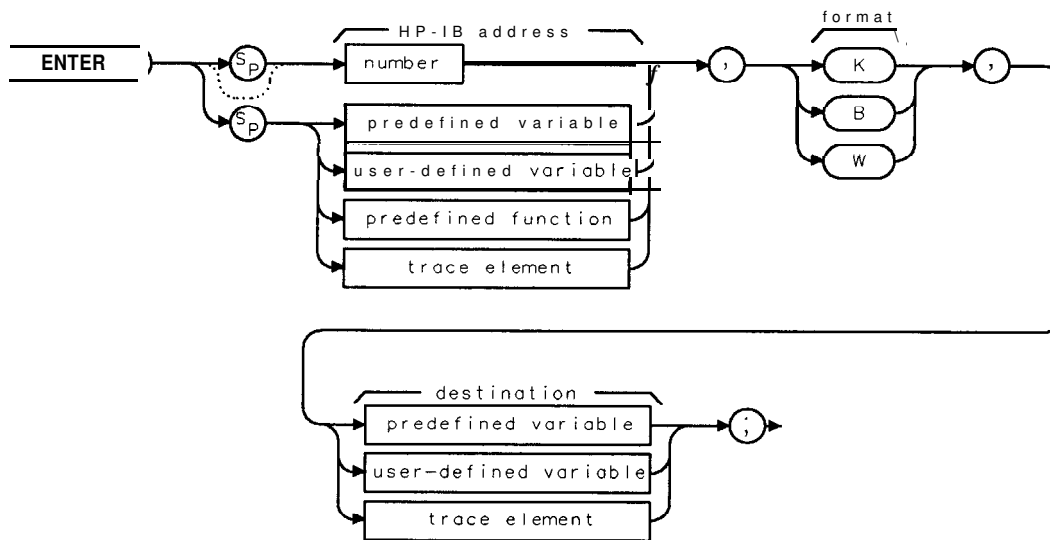 HP-IB address
format
ENTER
SP
number
,
K
,
B
SP
predefined variable
W
user-defined variable
predefined function
trace element
destination
predefined variable
;
user-defined variable
trace element